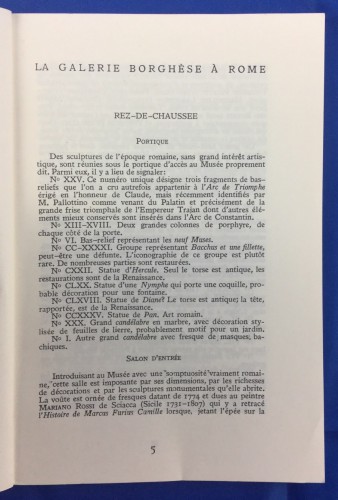 LA GALERIE BORGHÈSE À ROME
REZ-DE-CHAUSSEE
PORTIQUE
Des sculptures de l'époque romaine, sans grand intérêt artis-
tique, sont réunies sous le portique d'accès au Musée proprement
dit. Parmi eux, il y a lieu de signaler:
Nº XXV. Ce numéro unique désigne trois fragments de bas-
reliefs que l'on a cru autrefois appartenir à l'Arc de Triomphe
érigé en l'honneur de Claude, mais récemment identifiés par
M. Pallottino comme venant du Palatin et précisément de la
grande frise triomphale de l'Empereur Trajan dont d'autres élé-
ments mieux conservés sont insérés dans l'Arc de Constantin.
Nº XIII-XVIII. Deux grandes colonnes de porphyre, de
chaque côté de la porte.
Nº VI. Bas-relief représentant les neuf Muses.
Nº CC-XXXXI. Groupe représentant Bacchus et une fillette,
peut-être une défunte. L'iconographie de ce groupe est plutôt
rare. De nombreuses parties sont restaurées.
Nº CXXII. Statue d'Hercule. Seul le torse est antique, les
restaurations sont de la Renaissance.
Nº CLXX. Statue d'une Nymphe qui porte une coquille, pro-
bable décoration pour une fontaine.
Nº CLXVIII. Statue de Diane? Le torse est antique; la tête,
rapportée, est de la Renaissance.
Nº CCXXXV. Statue de Pan. Art romain.
Nº XXX. Grand candélabre en marbre, avec décoration sty-
lisée de feuilles de lierre, probablement motif pour un jardin.
Nº I. Autre grand candélabre avec fresque de masques, ba-
chiques.
SALON D'ENTRÉE
Introduisant au Musée avec une somptuosité vraiment romai-
ne, cette salle est imposante par ses dimensions, par les richesses
de décorations et par les sculptures monumentales qu'elle abrite.
La voûte est ornée de fresques datant de 1774 et dues au peintre
MARIANO ROSSI de Sciacca (Sicile 1731-1807) qui y a retracé
l'Histoire de Marcus Furius Camille lorsque, jetant l'épée sur la
5